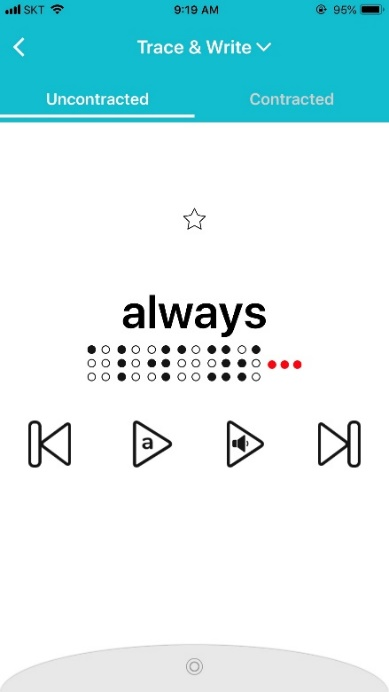 SKT 9:19 AM 95%
Trace & Write
Uncontracted Contracted
always
a